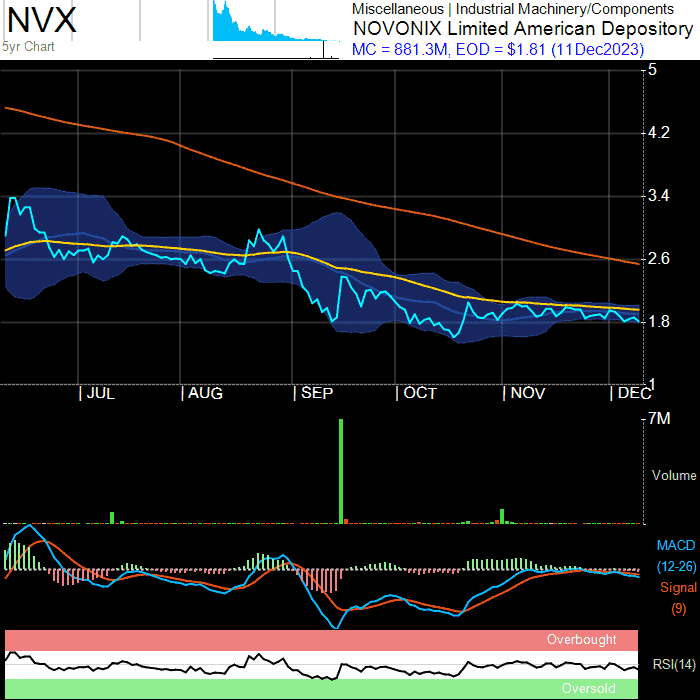 NVX
5yr Chart
Miscellaneous | Industrial Machinery/Components
NOVONIX Limited American Depository
MC = 881.3M, EOD = $1.81 (11Dec2023)
5
4.2
3.4
2.6
1.8
1
JUL AUG SEP OCT NOV DEC
7M
Volume
MACD
(12-26)
Signal
(9)
Overbought
RSI(14)
Oversold